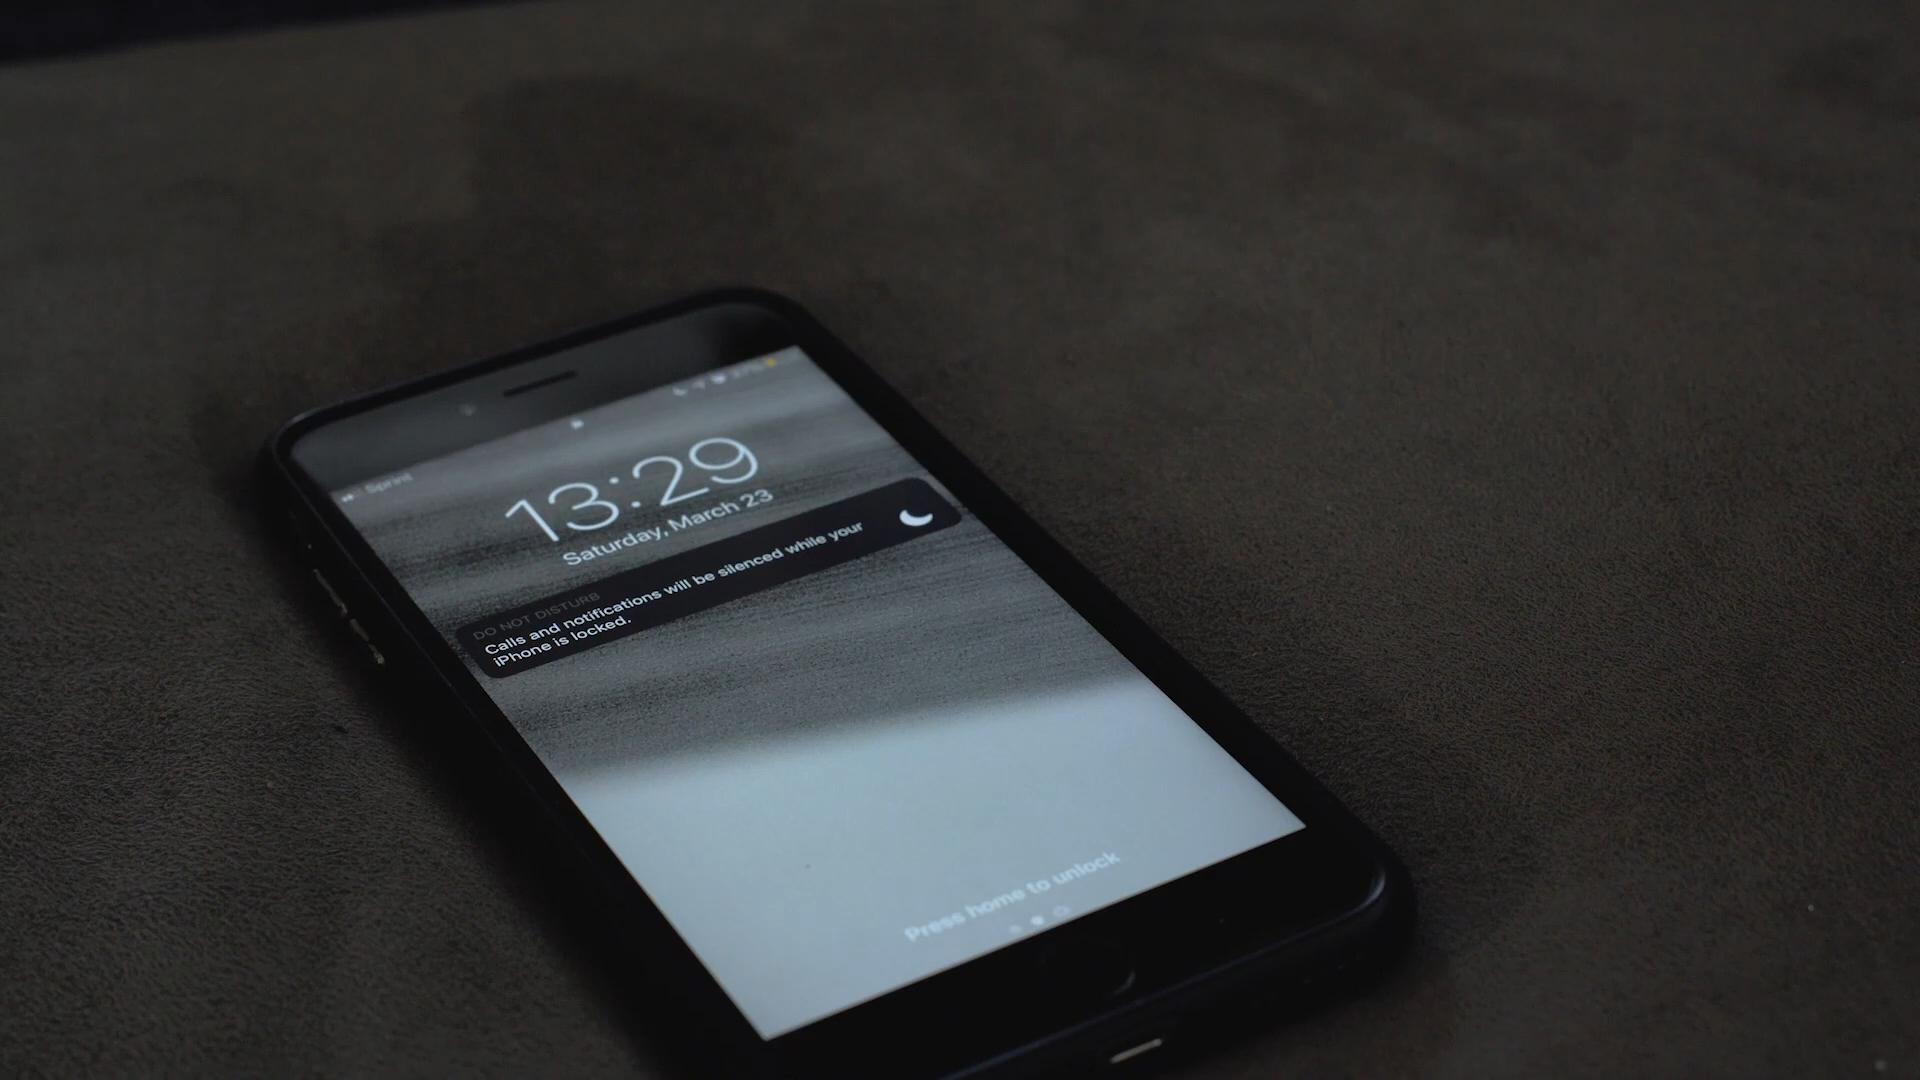 Sprint
13:29
Saturday, March 23
DO NOT DISTURB
Calls and notifications will be silenced while your
iPhone is locked.
Press home to unlock